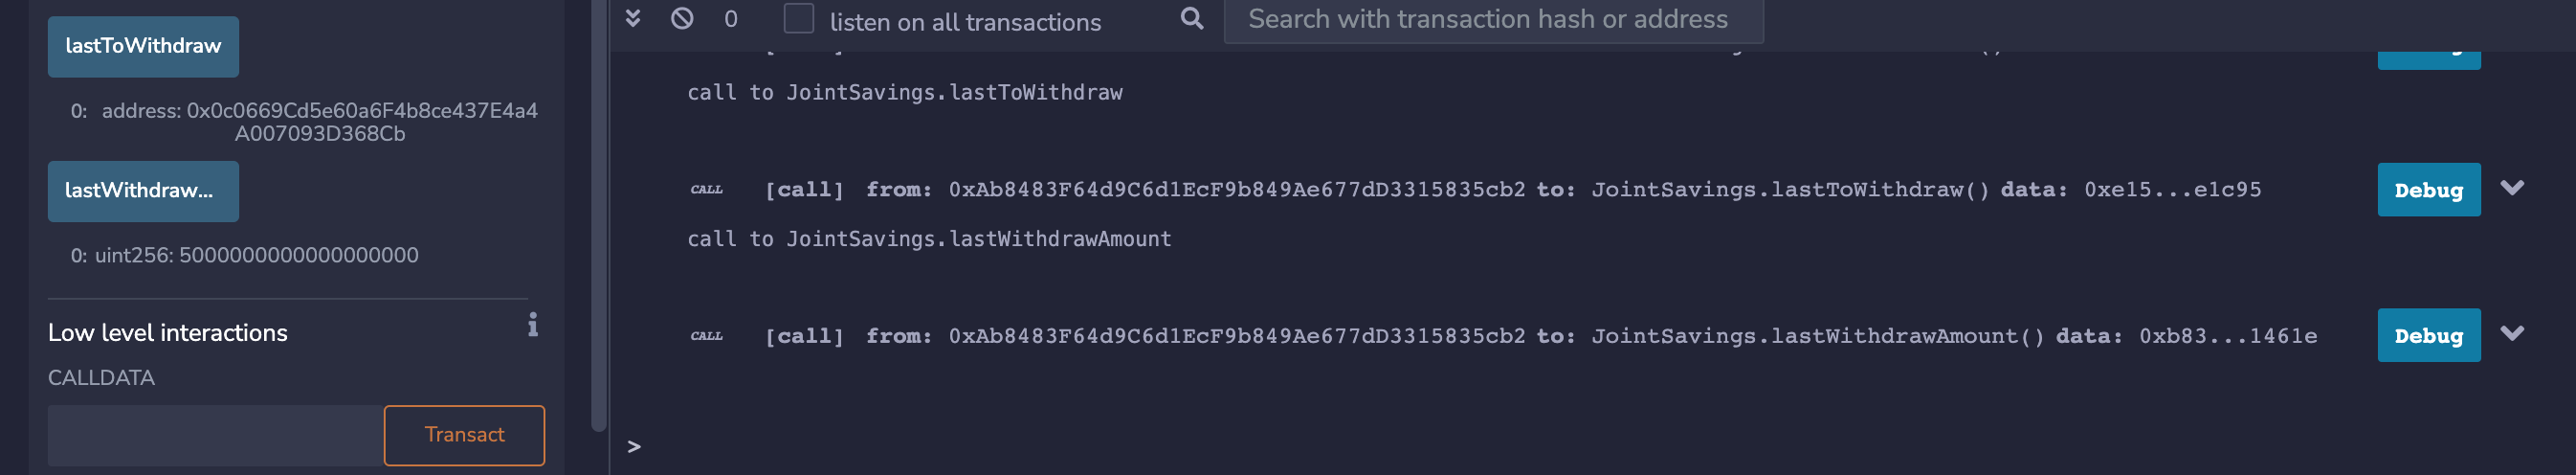 lastToWithdraw
0: address: 0x0c0669Cd5e60a6F4b8ce437E4a4
A007093D368Cb
lastWithdraw...
0: uint256: 5000000000000000000
Low level interactions
CALLDATA
Transact
0 listen on all transactions Search with transaction hash or address
call to JointSavings.lastToWithdraw
CALL [call] from: 0xAb8483F64d9C6d1EcF9b849Ae677dD3315835cb2 to: JointSavings.lastToWithdraw() data: 0xe15...e1c95 Debug
call to JointSavings.lastWithdrawAmount
CALL [call] from: 0xAb8483F64d9C6d1EcF9b849Ae677dD3315835cb2 to: JointSavings.lastWithdrawAmount() data: 0xb83...1461e Debug
>